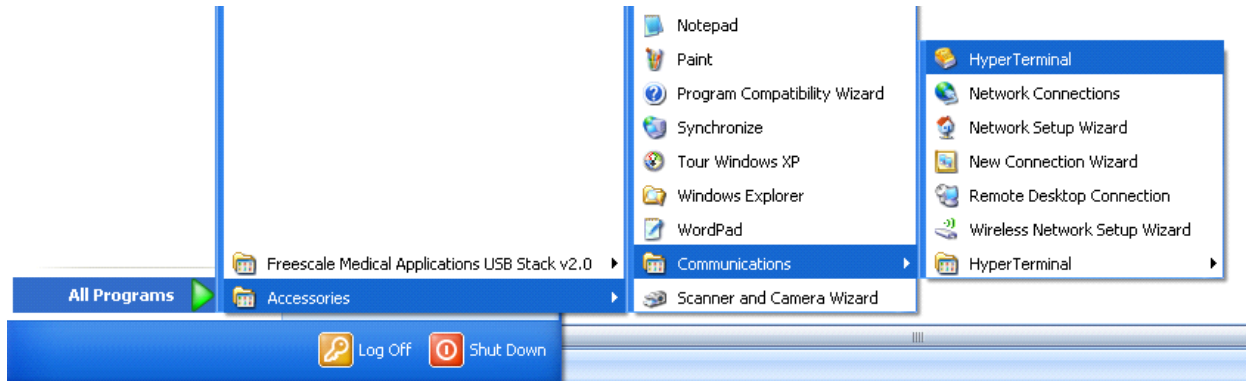 Notepad
Paint
Program Compatibility Wizard
Synchronize
Tour Windows XP
Windows Explorer
WordPad
Communications
Scanner and Camera Wizard
HyperTerminal
Network Connections
Network Setup Wizard
New Connection Wizard
Remote Desktop Connection
Wireless Network Setup Wizard
HyperTerminal
Freescale Medical Applications USB Stack v2.0
Accessories
All Programs
Log Off
Shut Down